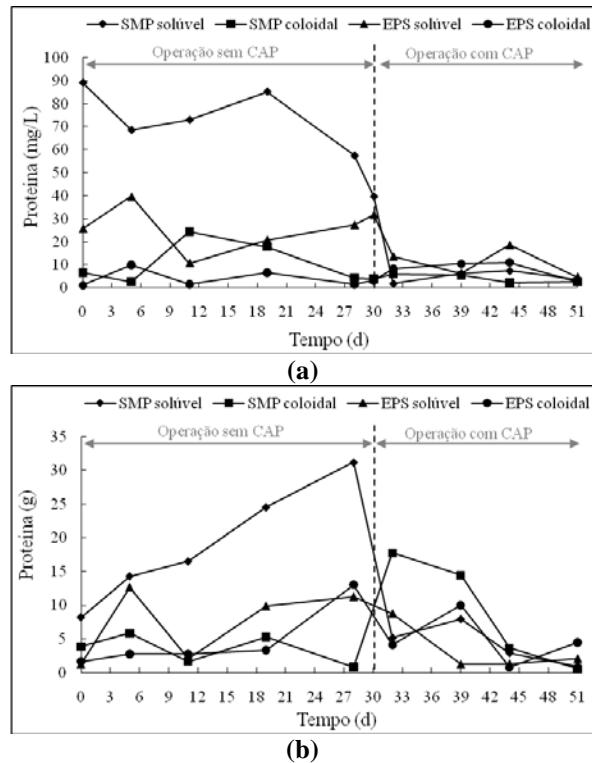 SMP solúvel SMP coloidal EPS solúvel EPS coloidal
Operação sem CAP Operação com CAP
100
90
80
70
60
50
40
30
20
10
0
Proteína (mg/L)
0 3 6 9 12 15 18 21 24 27 30 33 36 39 42 45 48 51
Tempo (d)
(a)
SMP solúvel SMP coloidal EPS solúvel EPS coloidal
Operação sem CAP Operação com CAP
35
30
25
20
15
10
5
0
Proteína (g)
0 3 6 9 12 15 18 21 24 27 30 33 36 39 42 45 48 51
Tempo (d)
(b)